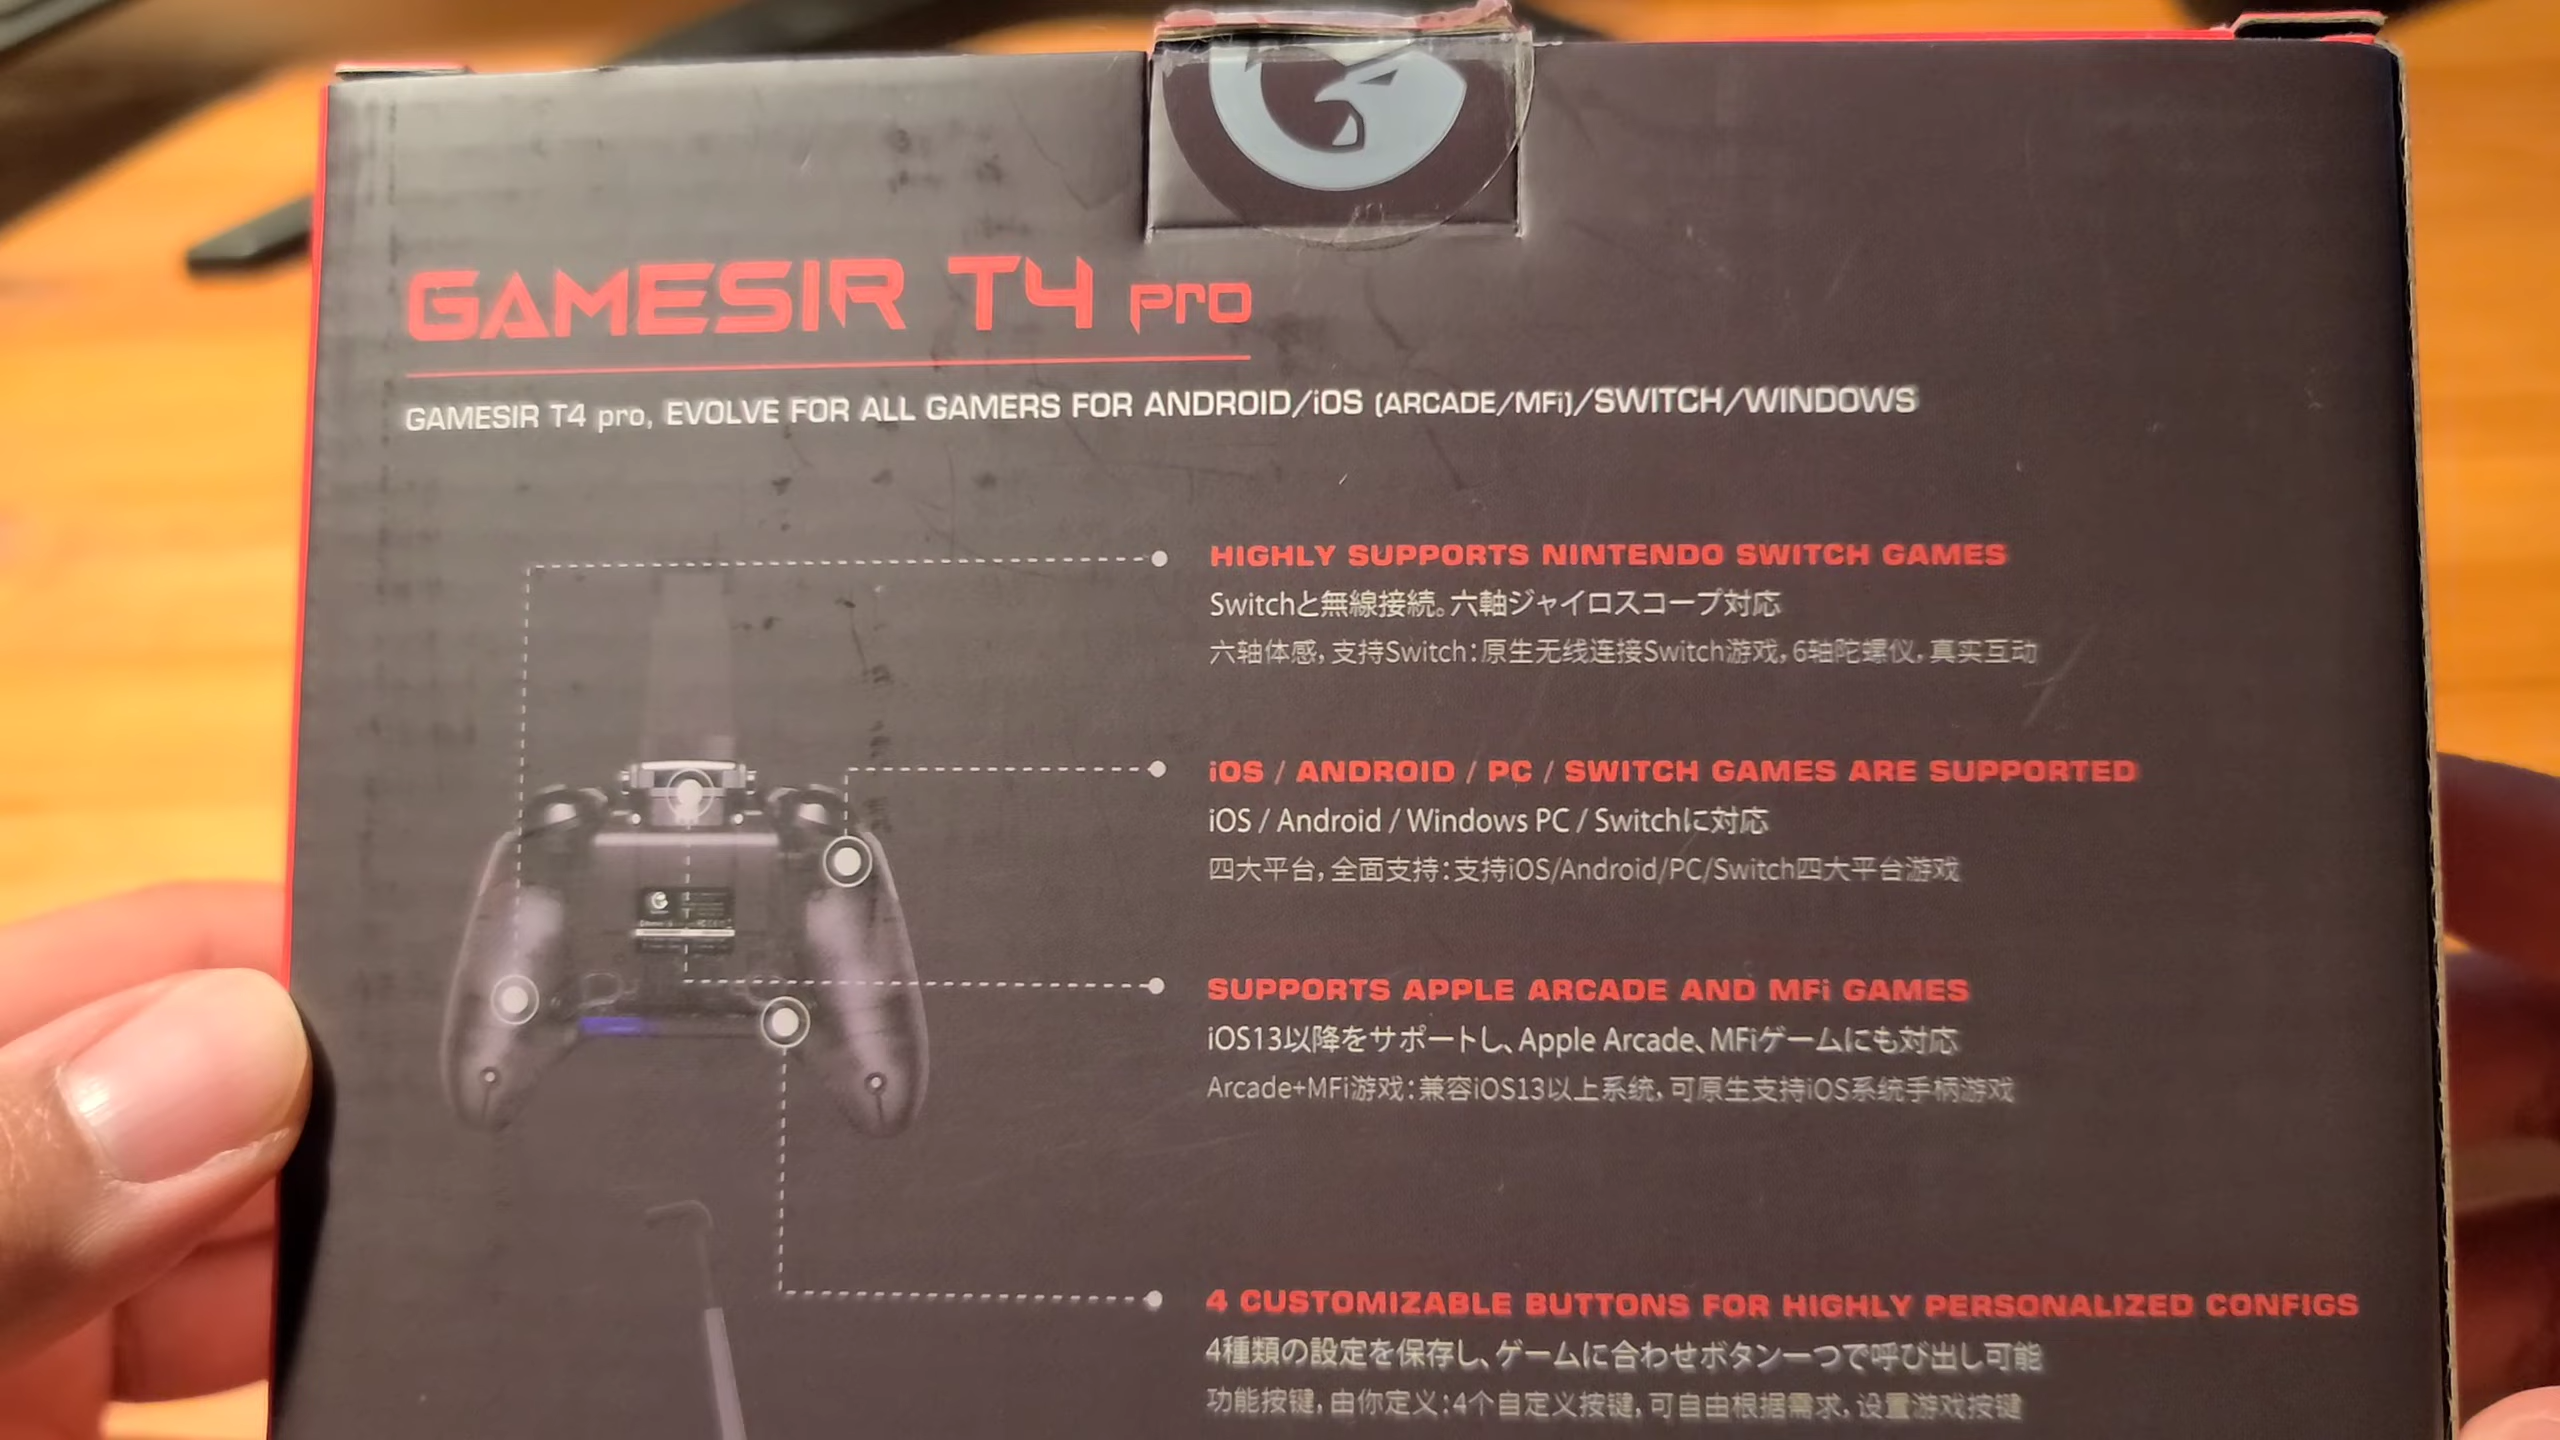 GAMESIR T4 pro
GAMESIR T4 pro, EVOLVE FOR ALL GAMERS FOR ANDROID/iOS (ARCADE/MFi)/SWITCH/WINDOWS
HIGHLY SUPPORTS NINTENDO SWITCH GAMES
Switchと無線接続。六軸ジャイロスコープ対応
六轴体感，支持Switch：原生无线连接Switch游戏，6轴陀螺仪，真实互动
iOS / ANDROID / PC / SWITCH GAMES ARE SUPPORTED
iOS / Android / Windows PC / Switchに対応
四大平台，全面支持：支持iOS/Android/PC/Switch四大平台游戏
SUPPORTS APPLE ARCADE AND MFi GAMES
iOS13以降をサポートし、Apple Arcade、MFiゲームにも対応
Arcade+MFi游戏：兼容iOS13以上系统，可原生支持iOS系统手柄游戏
4 CUSTOMIZABLE BUTTONS FOR HIGHLY PERSONALIZED CONFIGS
4種類の設定を保存し、ゲームに合わせボタン一つで呼び出し可能
功能按键，由你定义：4个自定义按键，可自由根据需求，设置游戏按键